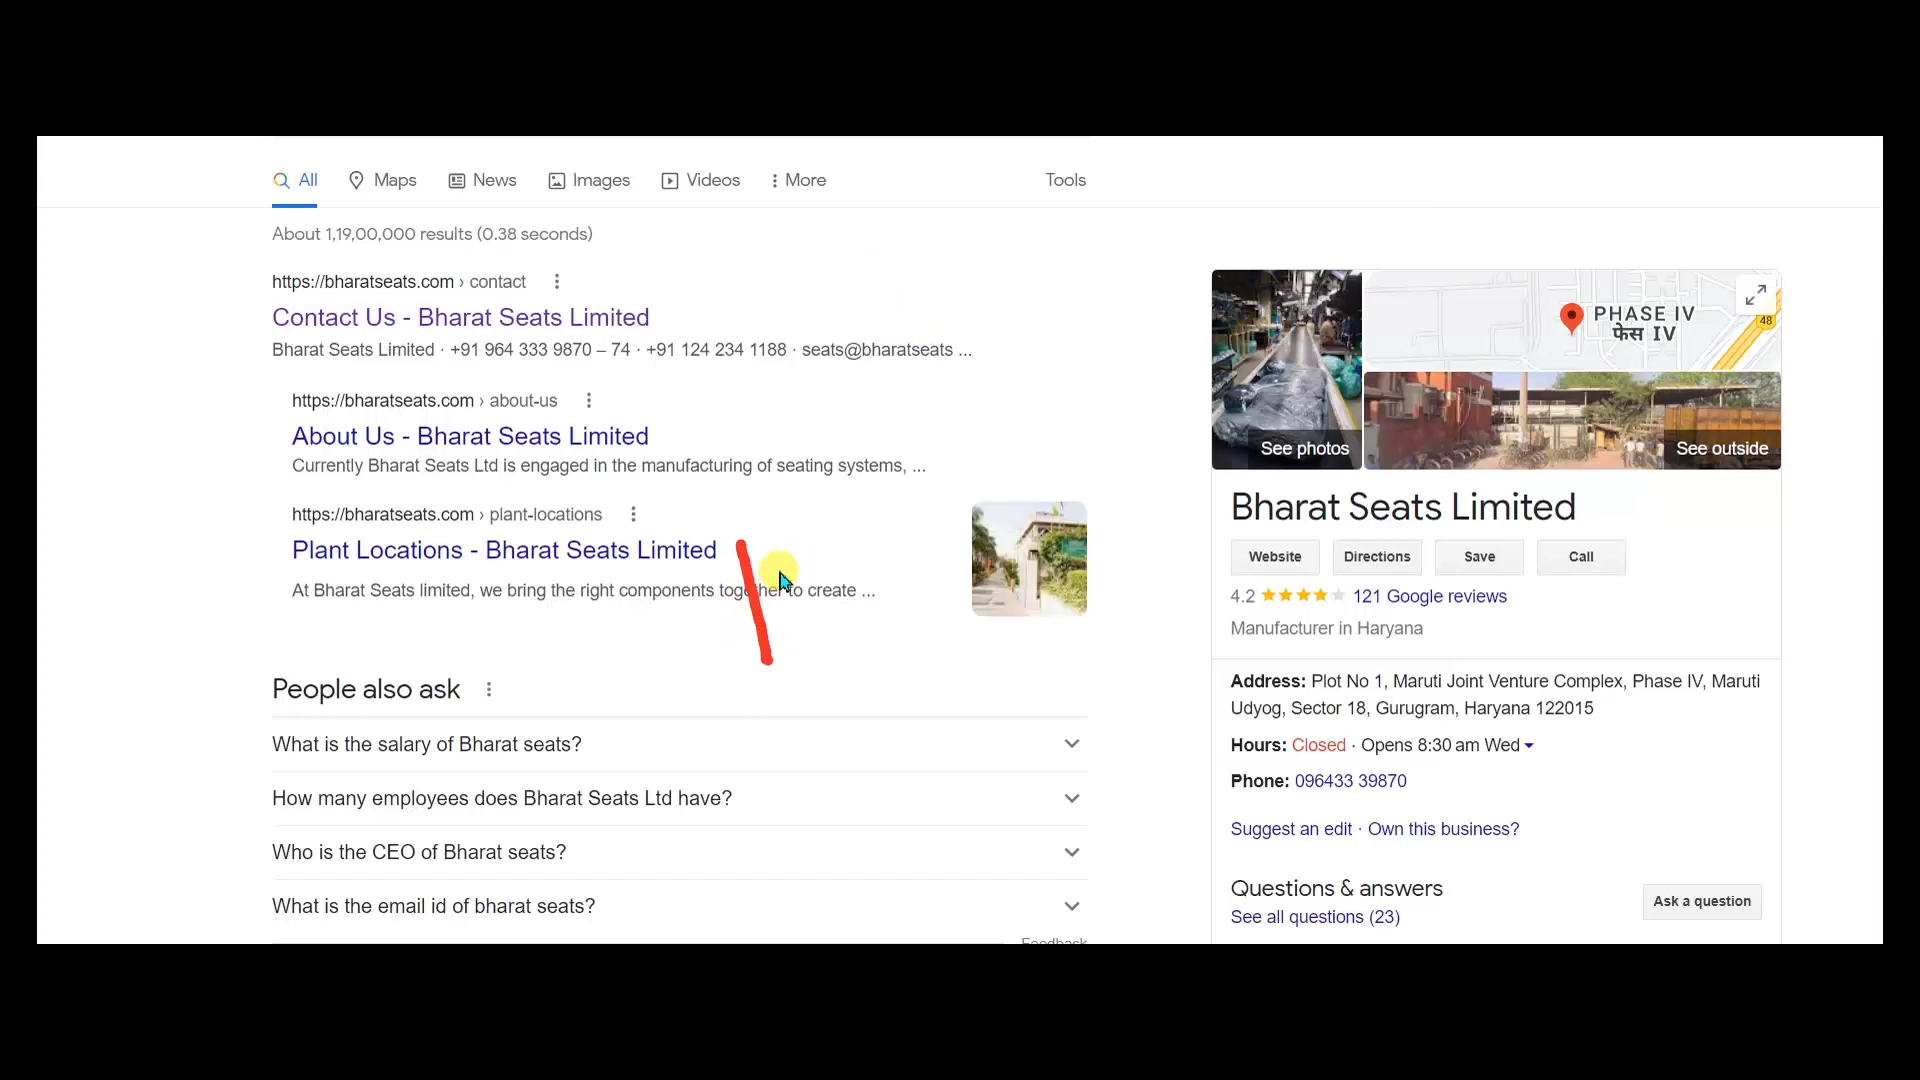 All
Maps
News
Images
Videos
More
Tools
About 1,19,00,000 results (0.38 seconds)
https://bharatseats.com › contact
Contact Us - Bharat Seats Limited
Bharat Seats Limited · +91 964 333 9870 – 74 · +91 124 234 1188 · seats@bharatseats ...
https://bharatseats.com › about-us
About Us - Bharat Seats Limited
Currently Bharat Seats Ltd is engaged in the manufacturing of seating systems, ...
https://bharatseats.com › plant-locations
Plant Locations - Bharat Seats Limited
At Bharat Seats limited, we bring the right components together to create ...
People also ask
What is the salary of Bharat seats?
How many employees does Bharat Seats Ltd have?
Who is the CEO of Bharat seats?
What is the email id of bharat seats?
Feedback
PHASE IV
फेस IV
48
See photos
See outside
Bharat Seats Limited
Website
Directions
Save
Call
4.2
121 Google reviews
Manufacturer in Haryana
Address: Plot No 1, Maruti Joint Venture Complex, Phase IV, Maruti
Udyog, Sector 18, Gurugram, Haryana 122015
Hours: Closed · Opens 8:30 am Wed
Phone: 096433 39870
Suggest an edit · Own this business?
Questions & answers
See all questions (23)
Ask a question